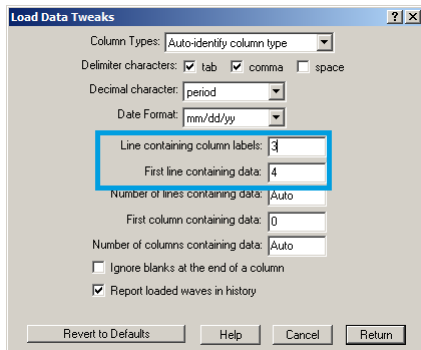 Load Data Tweaks
Column Types: Auto-identify column type
Delimiter characters: tab comma space
Decimal character: period
Date Format: mm/dd/yy
Line containing column labels: 3
First line containing data: 4
Number of lines containing data: Auto
First column containing data: 0
Number of columns containing data: Auto
Ignore blanks at the end of a column
Report loaded waves in history
Revert to Defaults Help Cancel Return